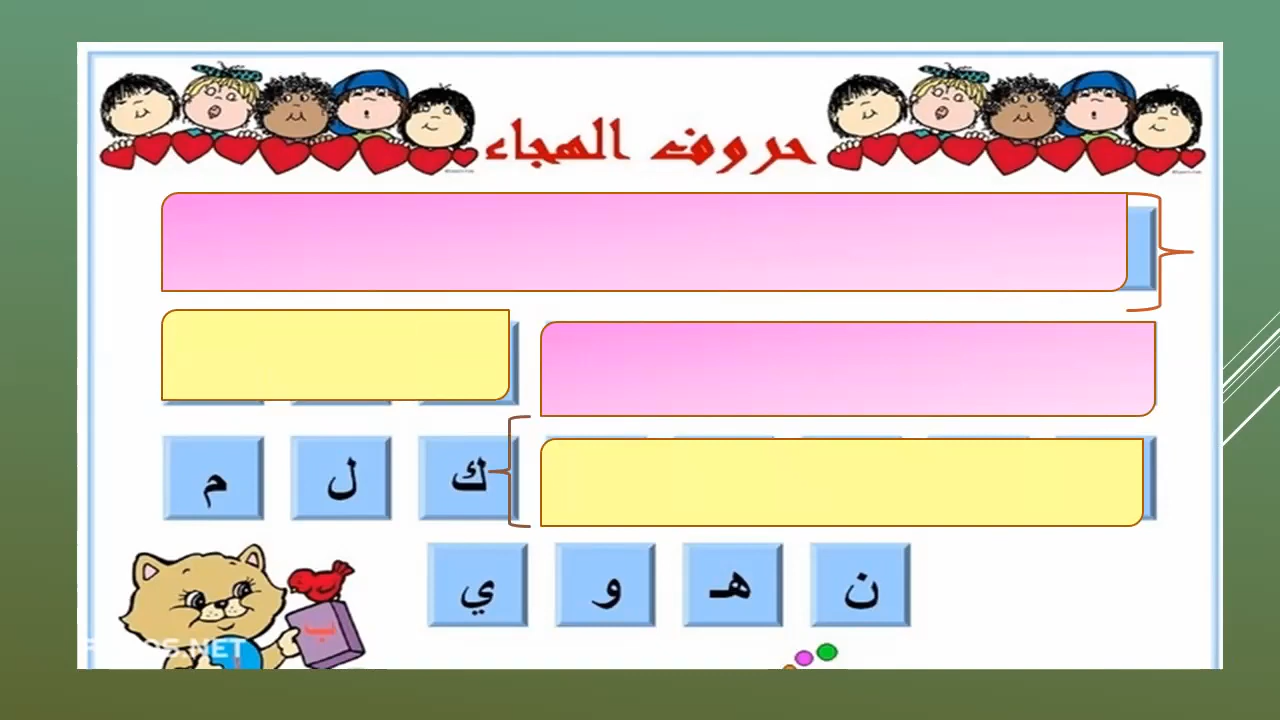 حروف الهجاء
ك ل م
ن هـ و ي
ب